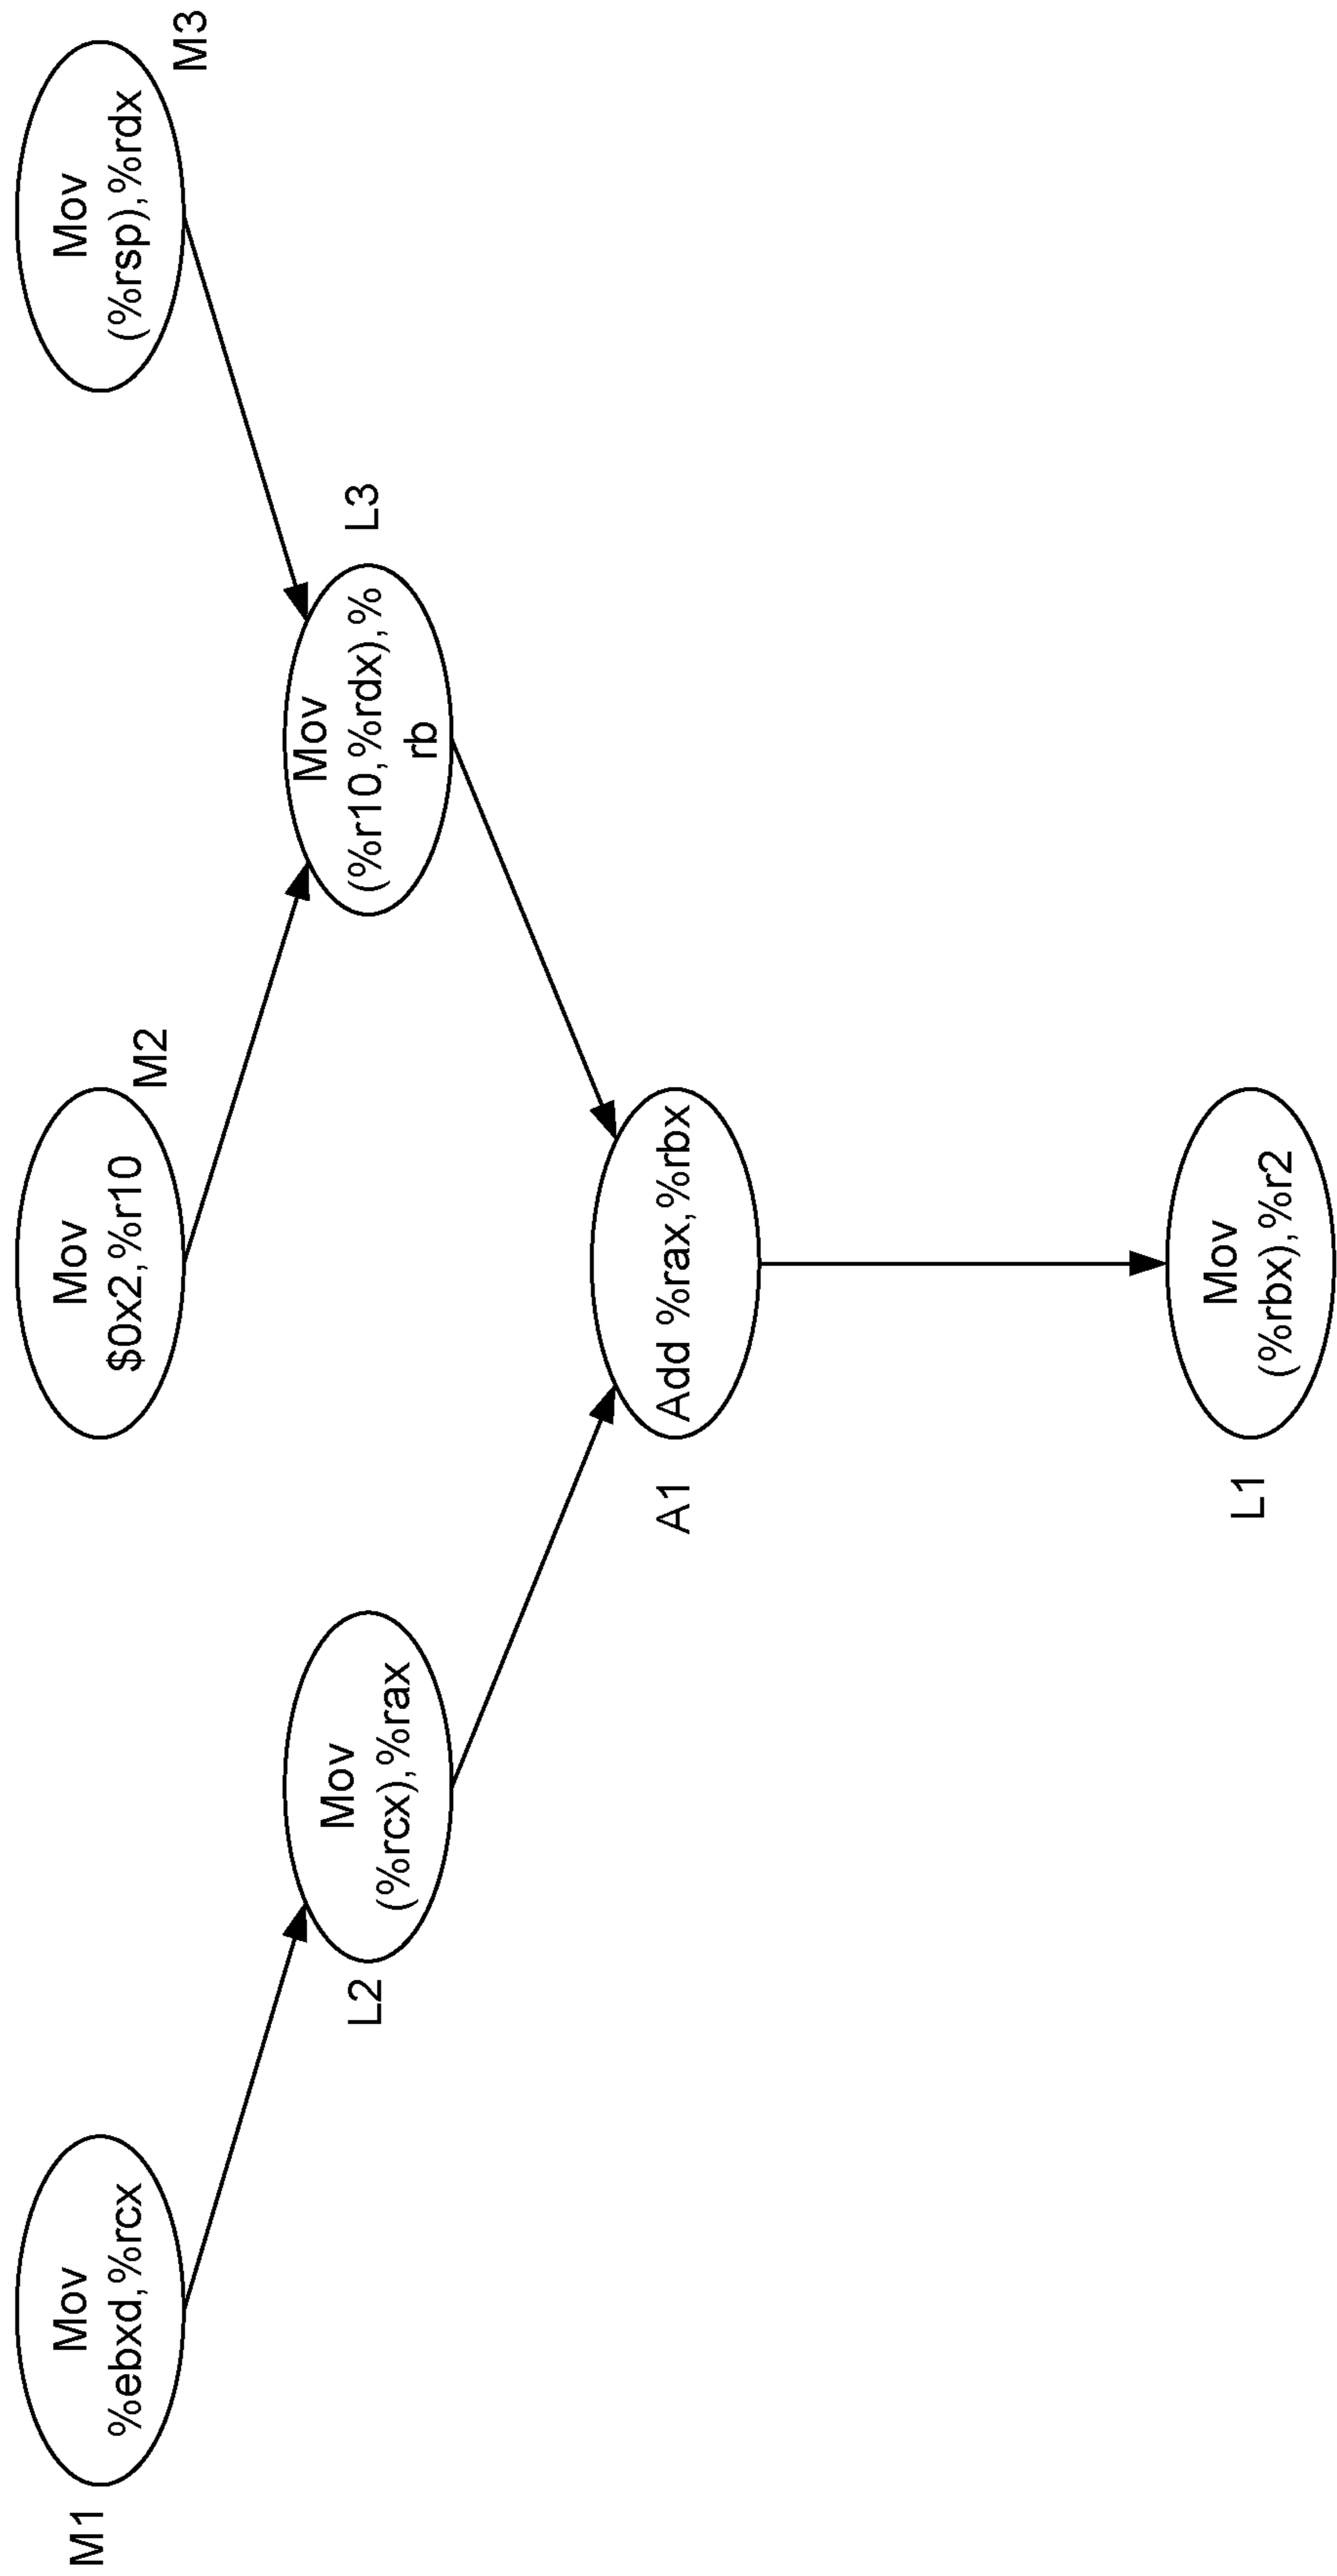 M1
Mov
%ebxd,%rcx
Mov
$0x2,%r10
M2
Mov
(%rsp),%rdx
M3
L2
Mov
(%rcx),%rax
Mov
(%r10,%rdx),%
rb
L3
A1
Add %rax,%rbx
L1
Mov
(%rbx),%r2